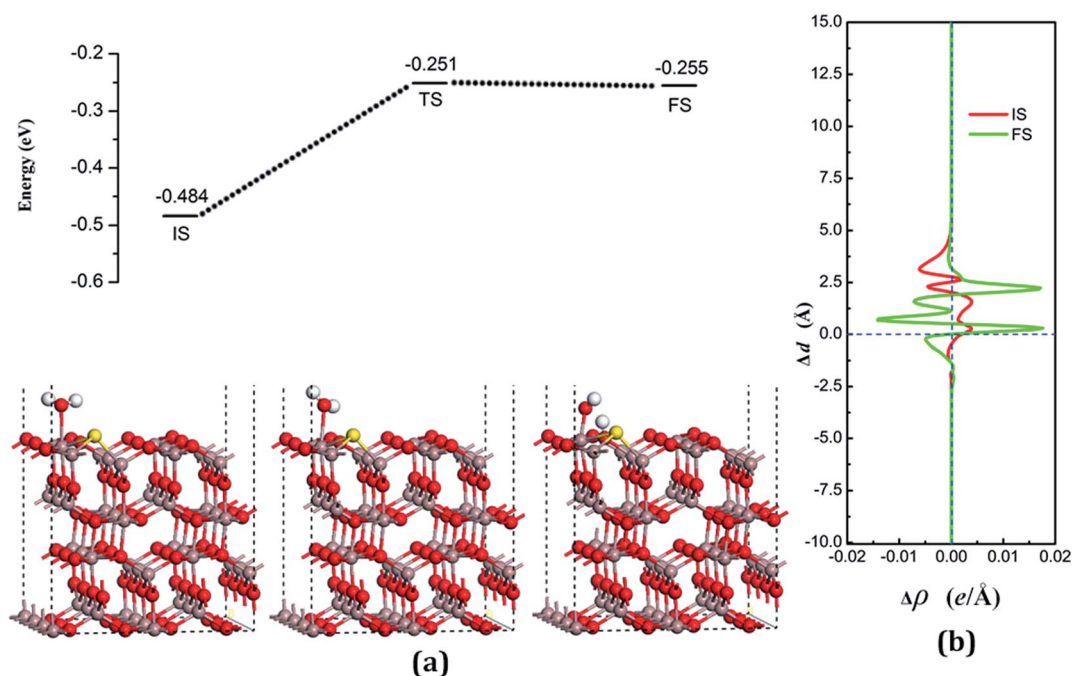 Energy (eV)
-0.2
-0.3
-0.4
-0.5
-0.6
-0.484
IS
-0.251
TS
-0.255
FS
(a)
15.0
12.5
10.0
7.5
5.0
2.5
0.0
-2.5
-5.0
-7.5
-10.0
Δd (Å)
IS
FS
-0.02 -0.01 0.00 0.01 0.02
Δρ (e/Å)
(b)